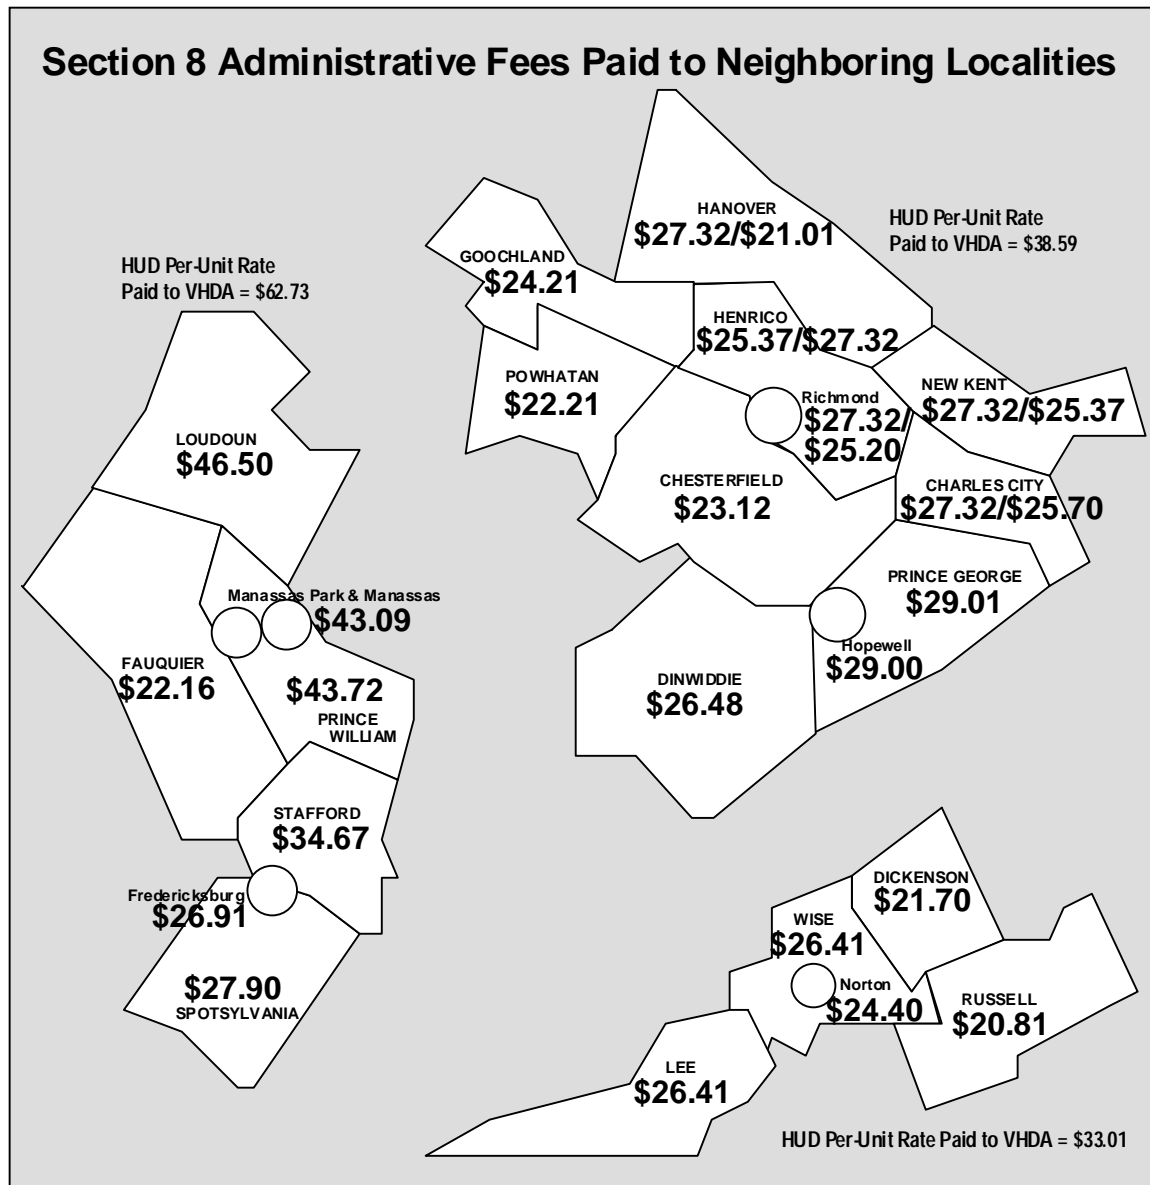 Section 8 Administrative Fees Paid to Neighboring Localities
HUD Per-Unit Rate
Paid to VHDA = $62.73
LOUDOUN
$46.50
Manassas Park & Manassas
$43.09
FAUQUIER
$22.16
$43.72
PRINCE
WILLIAM
STAFFORD
$34.67
Fredericksburg
$26.91
$27.90
SPOTSYLVANIA
HANOVER
$27.32/$21.01
HUD Per-Unit Rate
Paid to VHDA = $38.59
GOOCHLAND
$24.21
HENRICO
$25.37/$27.32
POWHATAN
$22.21
Richmond
$27.32/
$25.20
NEW KENT
$27.32/$25.37
CHESTERFIELD
$23.12
CHARLES CITY
$27.32/$25.70
PRINCE GEORGE
$29.01
Hopewell
$29.00
DINWIDDIE
$26.48
DICKENSON
$21.70
WISE
$26.41
Norton
$24.40
RUSSELL
$20.81
LEE
$26.41
HUD Per-Unit Rate Paid to VHDA = $33.01